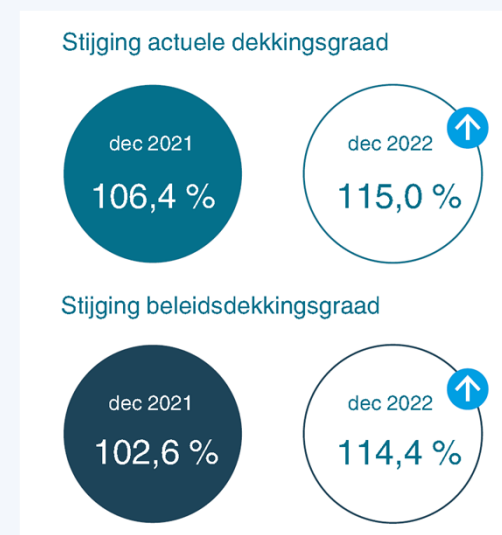 Stijging actuele dekkingsgraad
dec 2021
106,4 %
dec 2022
115,0 %
Stijging beleidsdekkingsgraad
dec 2021
102,6 %
dec 2022
114,4 %